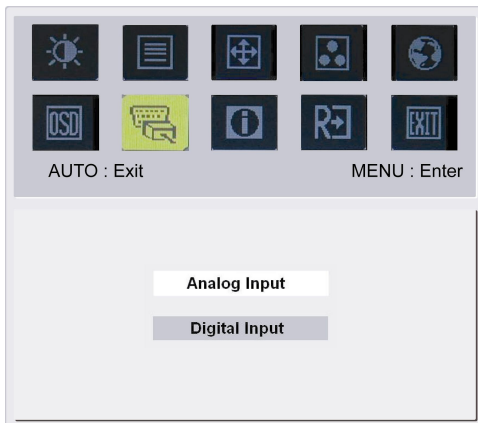 OSD
R
EXIT
AUTO : Exit MENU : Enter
Analog Input
Digital Input